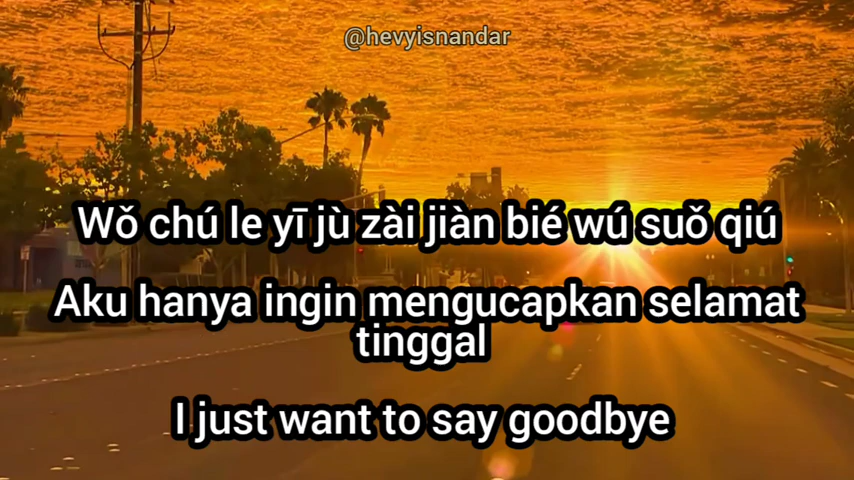 @hevyisnandar
Wǒ chú le yī jù zài jiàn bié wú suǒ qiú
Aku hanya ingin mengucapkan selamat
tinggal
I just want to say goodbye